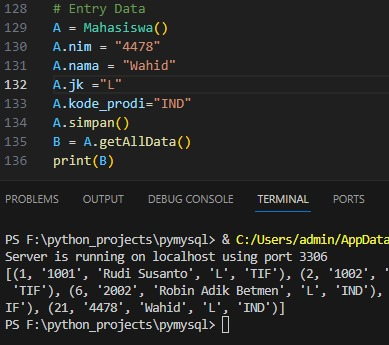 128 # Entry Data
129 A = Mahasiswa()
130 A.nim = "4478"
131 A.nama = "Wahid"
132 A.jk ="L"
133 A.kode_prodi="IND"
134 A.simpan()
135 B = A.getAllData()
136 print(B)
PROBLEMS OUTPUT DEBUG CONSOLE TERMINAL PORTS
PS F:\python_projects\pymysql> & C:/Users/admin/AppData
Server is running on localhost using port 3306
[(1, '1001', 'Rudi Susanto', 'L', 'TIF'), (2, '1002', '
'TIF'), (6, '2002', 'Robin Adik Betmen', 'L', 'IND'),
IF'), (21, '4478', 'Wahid', 'L', 'IND')]
PS F:\python_projects\pymysql>